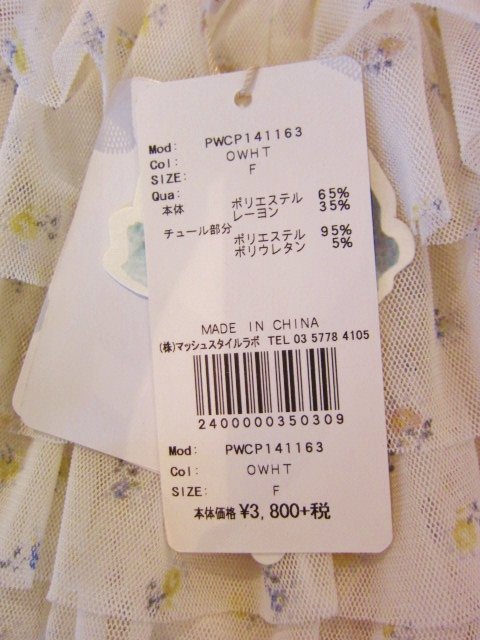 Mod: PWCP141163
Col: OWHT
SIZE: F
Qua:
本体 ポリエステル 65%
レーヨン 35%
チュール部分 ポリエステル 95%
ポリウレタン 5%
MADE IN CHINA
(株)マッシュスタイルラボ TEL 03 5778 4105
2400000350309
Mod: PWCP141163
Col: OWHT
SIZE: F
本体価格 ¥3,800+税